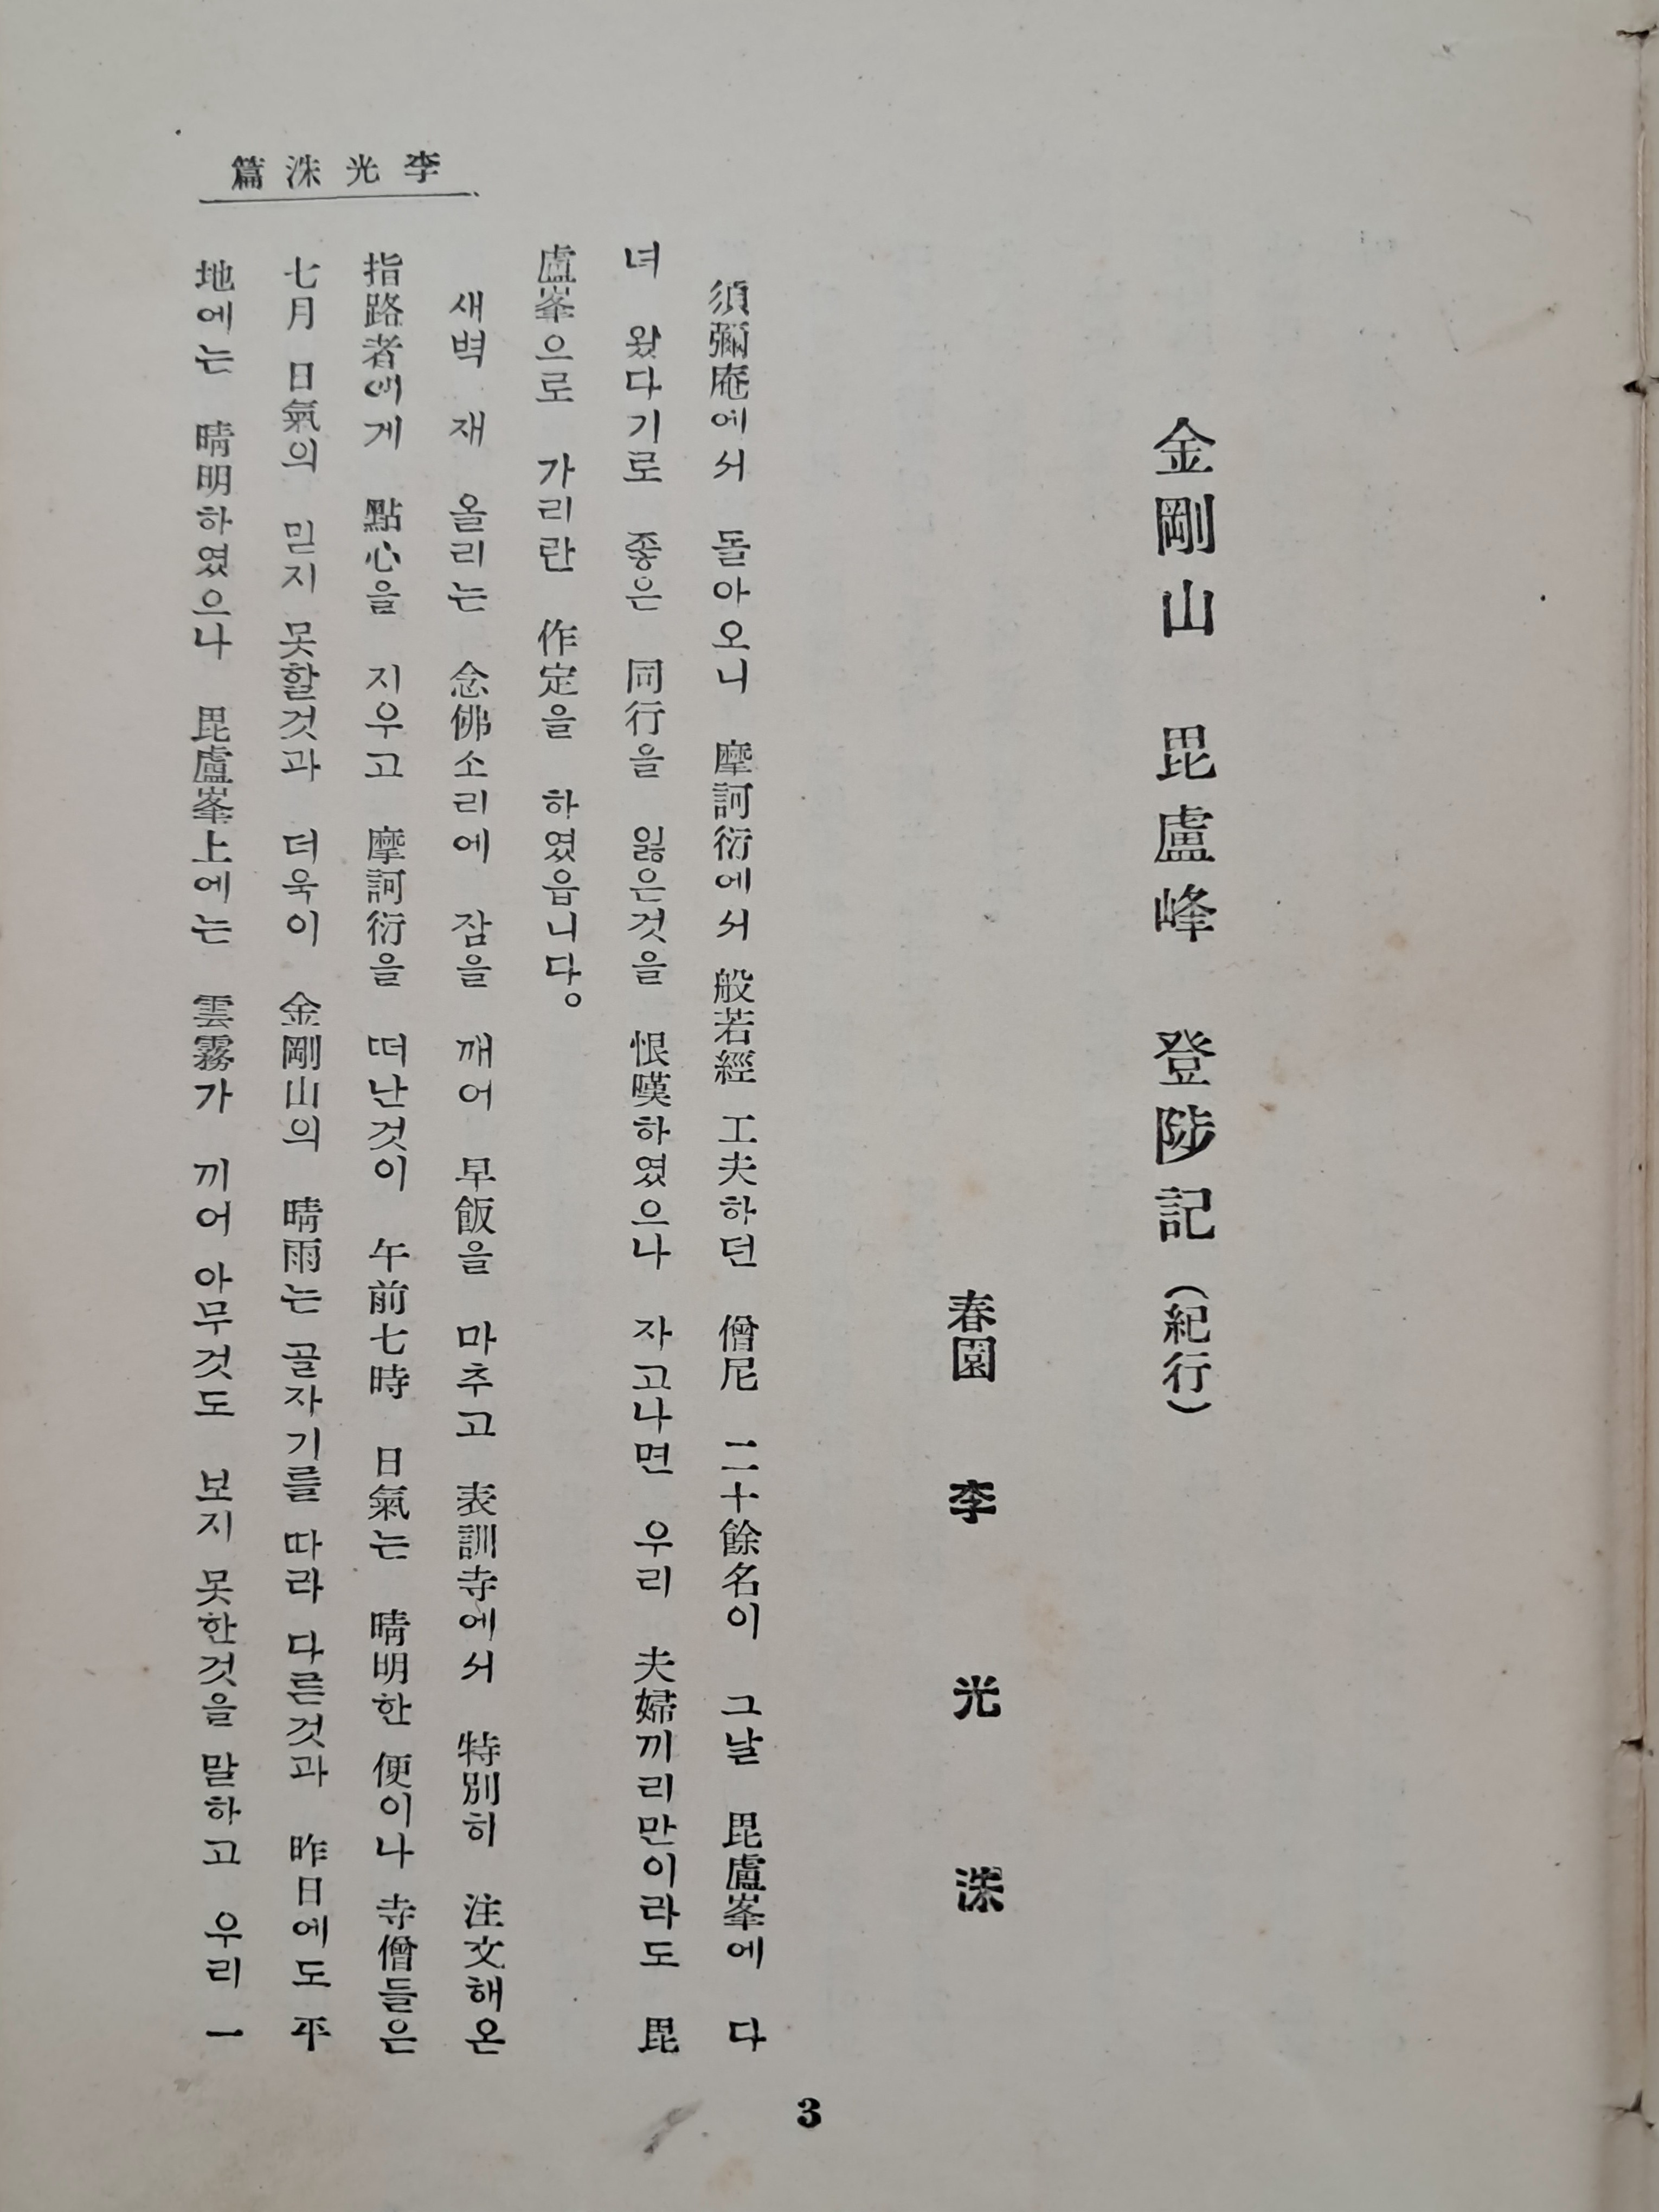 金剛山 毘盧峰 登陟記 (紀行)
春園 李光洙
須彌庵에서 돌아오니 摩訶衍에서 般若經 工夫하던 僧尼 二十餘名이 그날 毘盧峯에 다
녀 왔다기로 좋은 同行을 잃은것을 恨嘆하였으나 자고나면 우리 夫婦끼리만이라도 毘
盧峯으로 가리란 作定을 하였읍니다。
새벽 재 올리는 念佛소리에 잠을 깨어 早飯을 마추고 表訓寺에서 特別히 注文해온
指路者에게 點心을 지우고 摩訶衍을 떠난것이 午前七時 日氣는 晴明한 便이나 寺僧들은
七月 日氣의 믿지 못할것과 더욱이 金剛山의 晴雨는 골자기를 따라 다른것과 昨日에도 平
地에는 晴明하였으나 毘盧峯上에는 雲霧가 끼어 아무것도 보지 못한것을 말하고 우리 一
李光洙篇
3